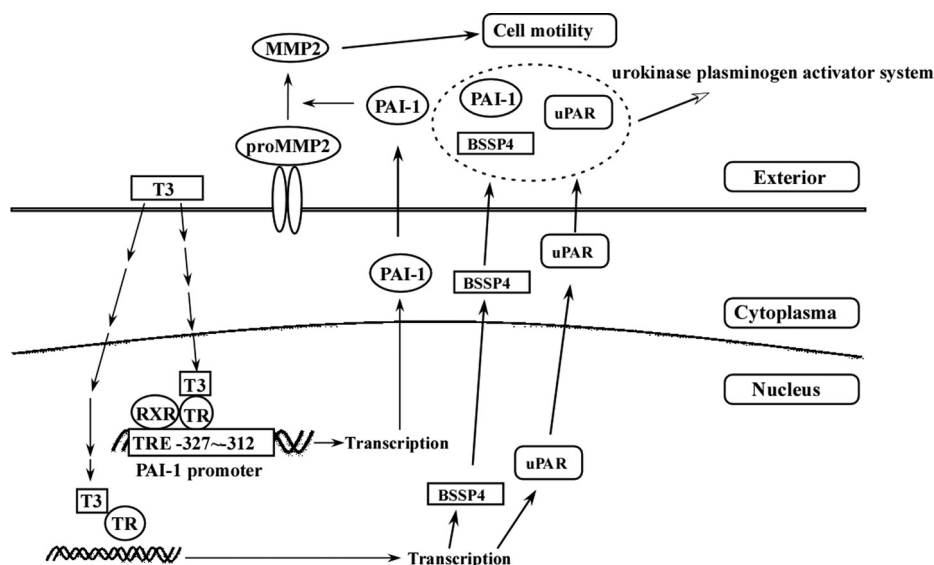 Cell motility
MMP2
urokinase plasminogen activator system
PAI-1
PAI-1
uPAR
proMMP2
BSSP4
Exterior
T3
uPAR
PAI-1
BSSP4
Cytoplasma
T3
Nucleus
RXR
TR
TRE -327~-312
Transcription
PAI-1 promoter
uPAR
T3
BSSP4
TR
Transcription